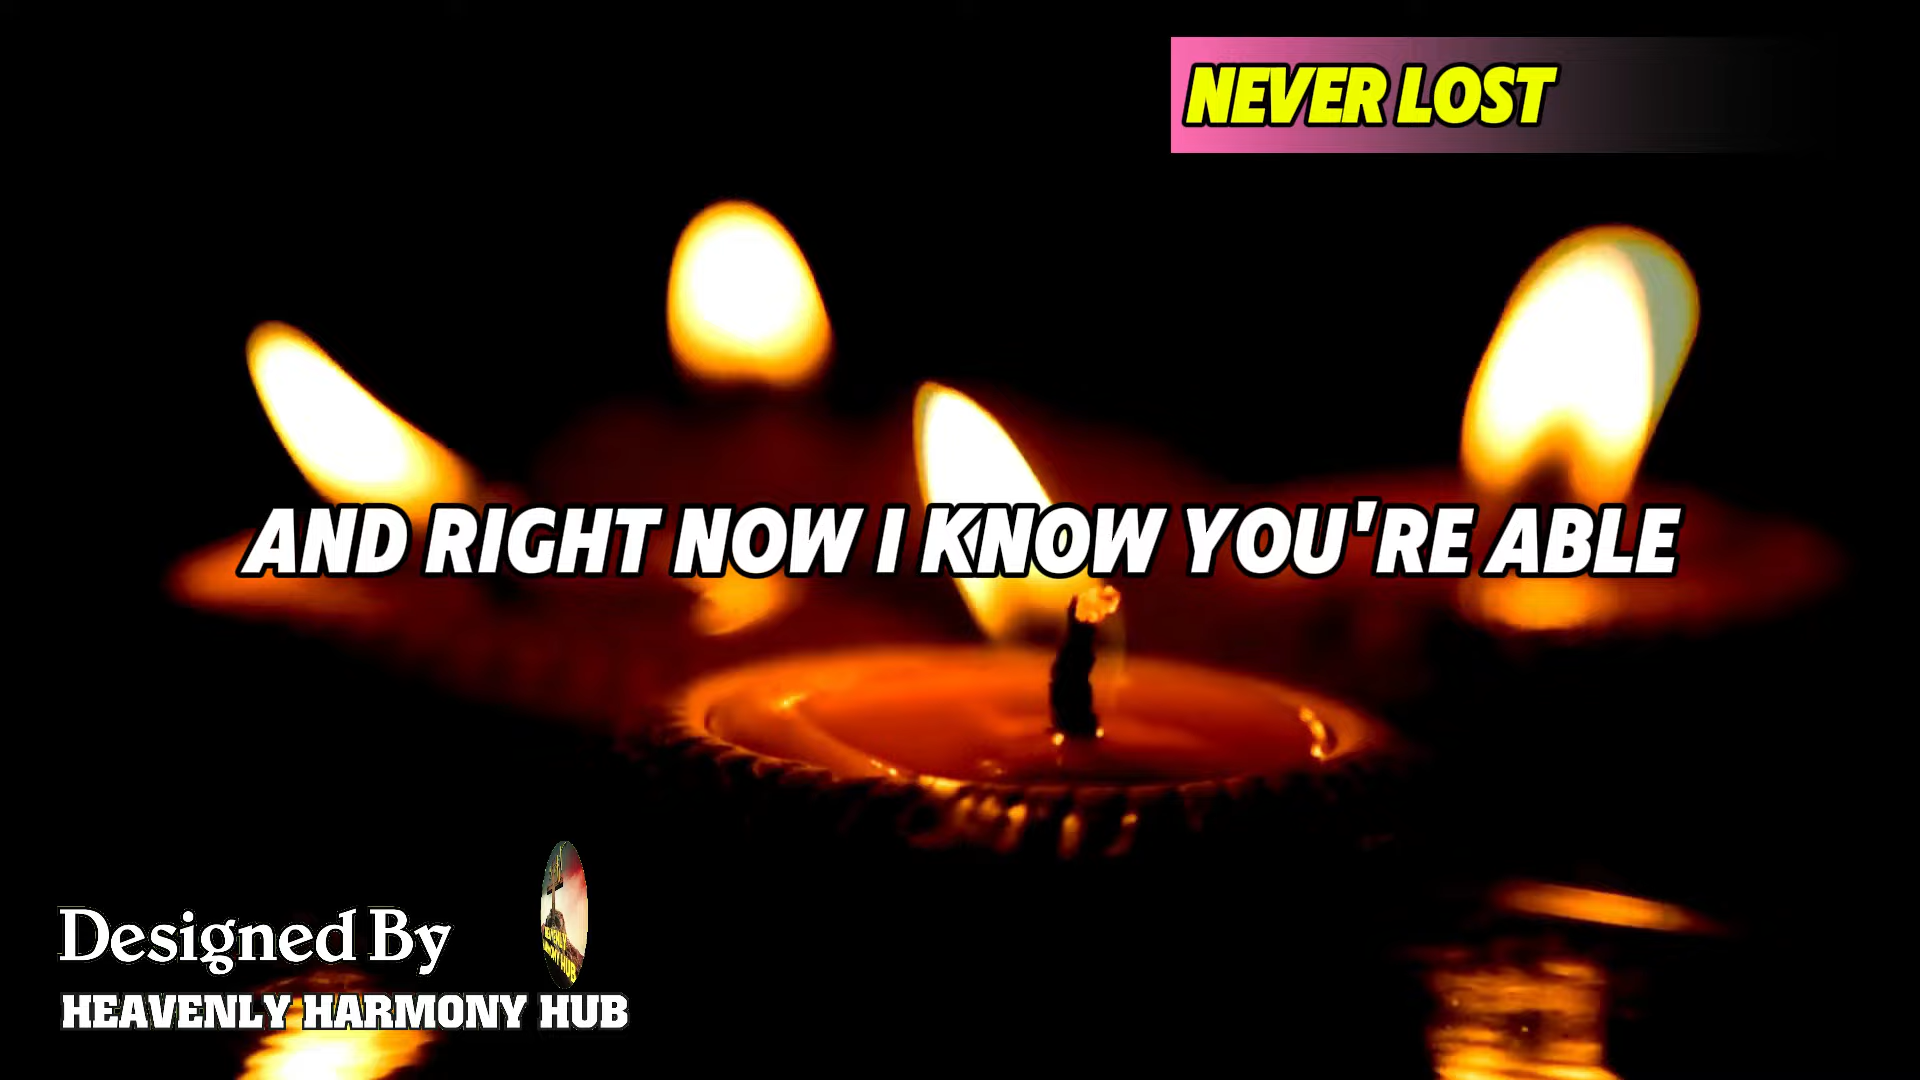 NEVER LOST
AND RIGHT NOW I KNOW YOU'RE ABLE
Designed By
HEAVENLY HARMONY HUB